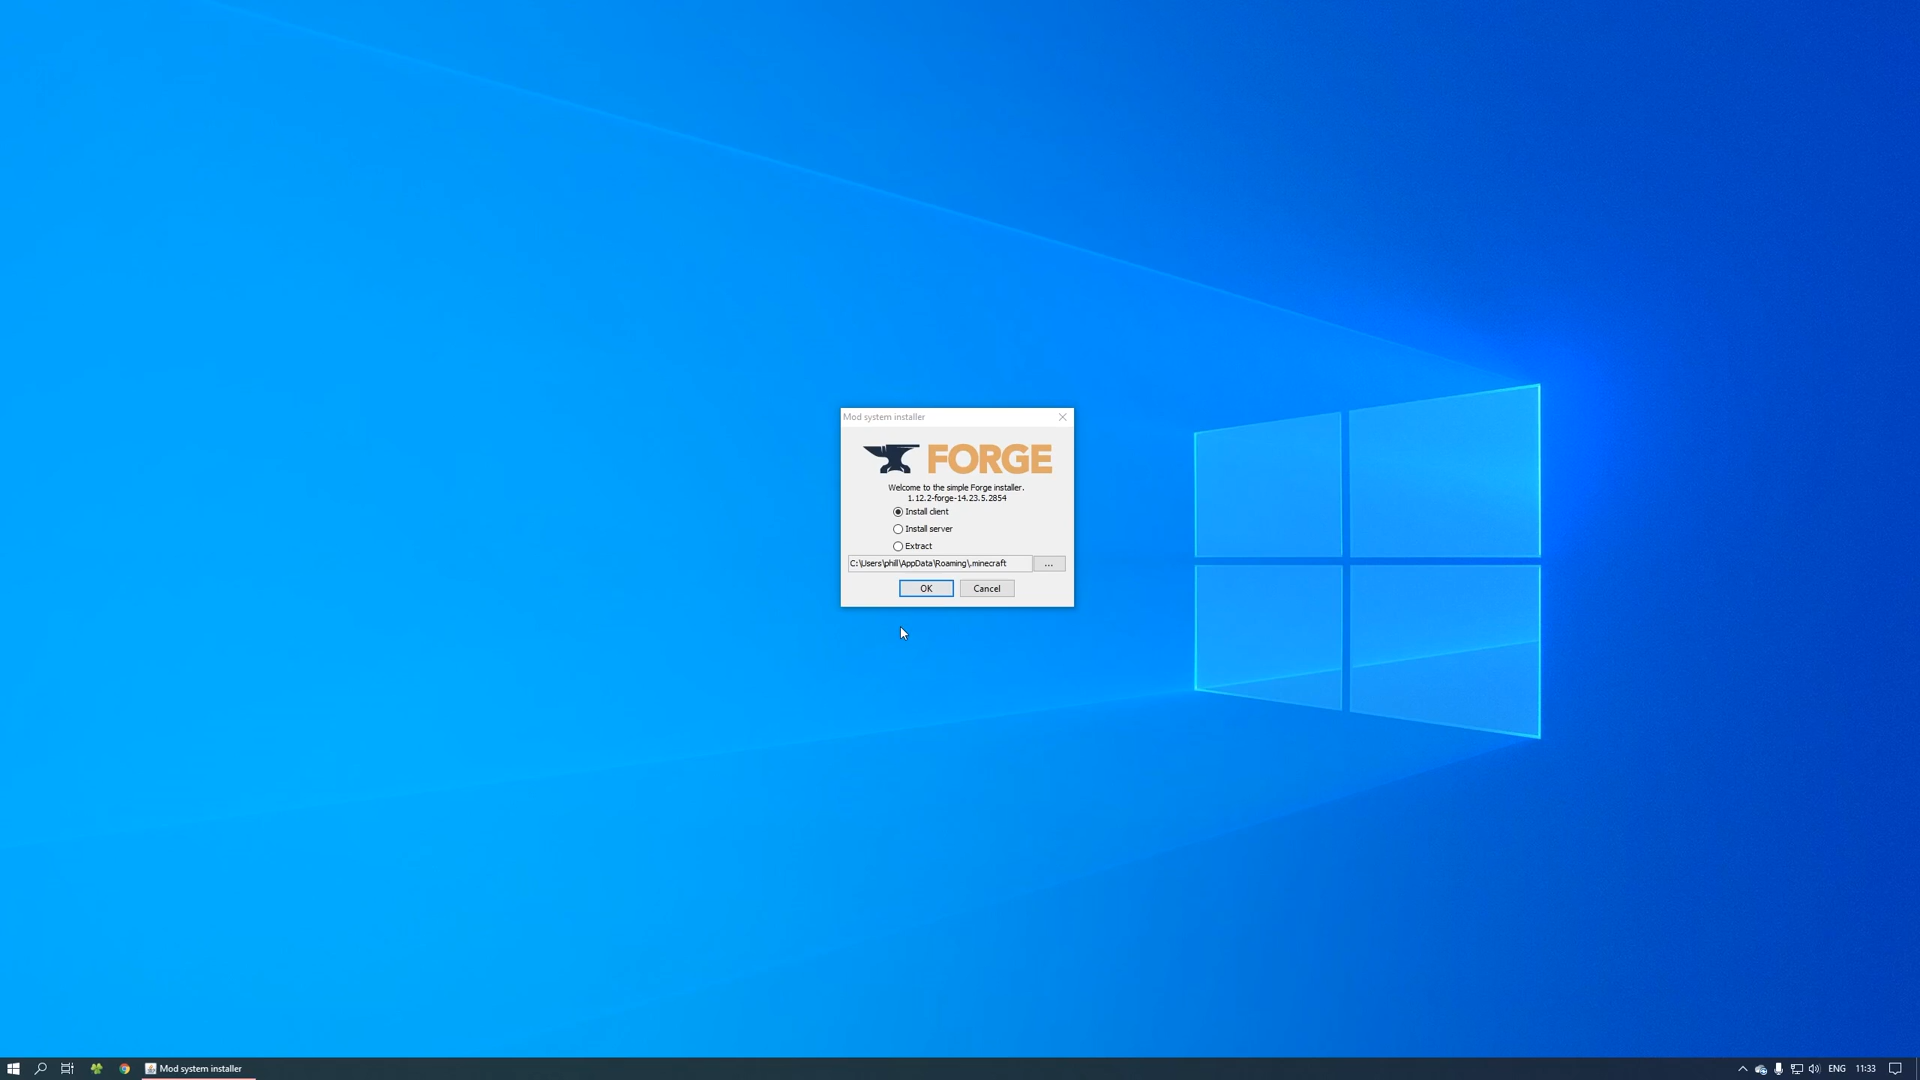 Mod system installer
FORGE
Welcome to the simple Forge installer.
1.12.2-forge-14.23.5.2854
Install client
Install server
Extract
C:\Users\phill\AppData\Roaming\.minecraft
...
OK
Cancel
Mod system installer
ENG
11:33